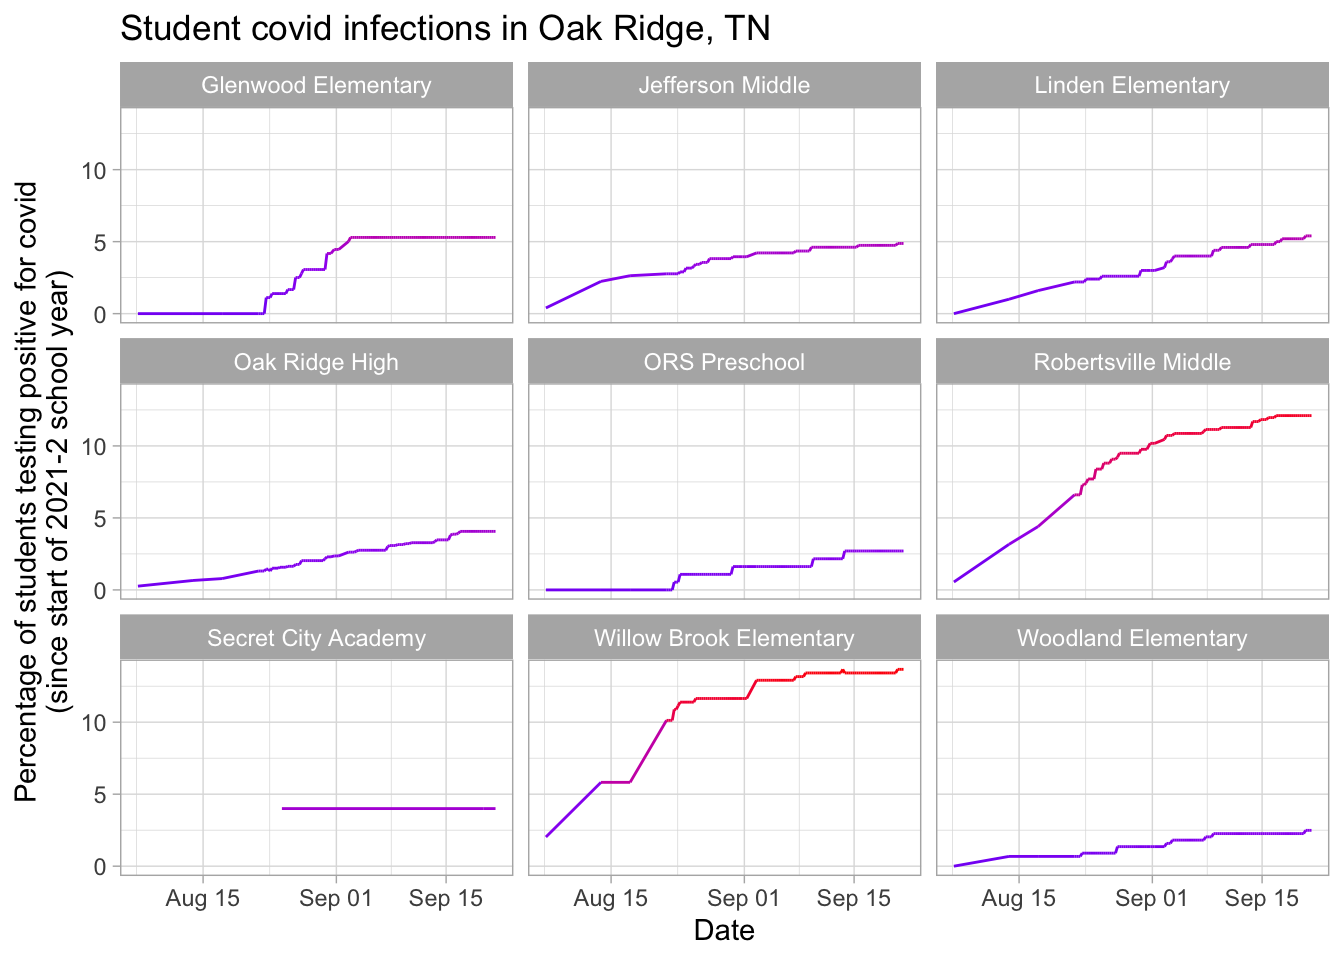 Student covid infections in Oak Ridge, TN
Percentage of students testing positive for covid
(since start of 2021-2 school year)
Glenwood Elementary
Jefferson Middle
Linden Elementary
10
5
0
Oak Ridge High
ORS Preschool
Robertsville Middle
10
5
0
Secret City Academy
Willow Brook Elementary
Woodland Elementary
10
5
0
Aug 15 Sep 01 Sep 15
Aug 15 Sep 01 Sep 15
Aug 15 Sep 01 Sep 15
Date